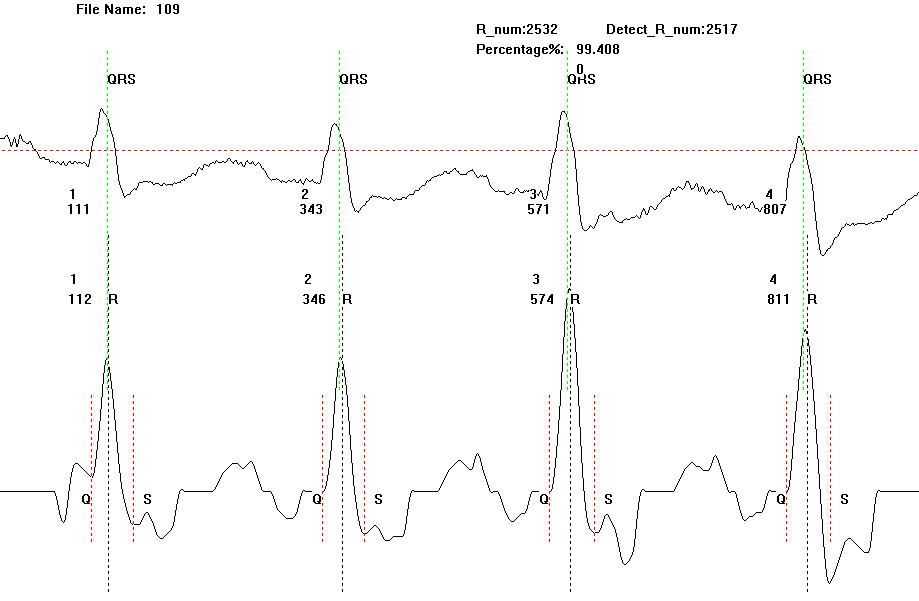 File Name: 109
R_num:2532 Detect_R_num:2517
Percentage%: 99.408
0
QRS QRS QRS QRS
1 2 3 4
111 343 571 807
1 2 3 4
112 R 346 R 574 R 811 R
Q S Q S Q S Q S